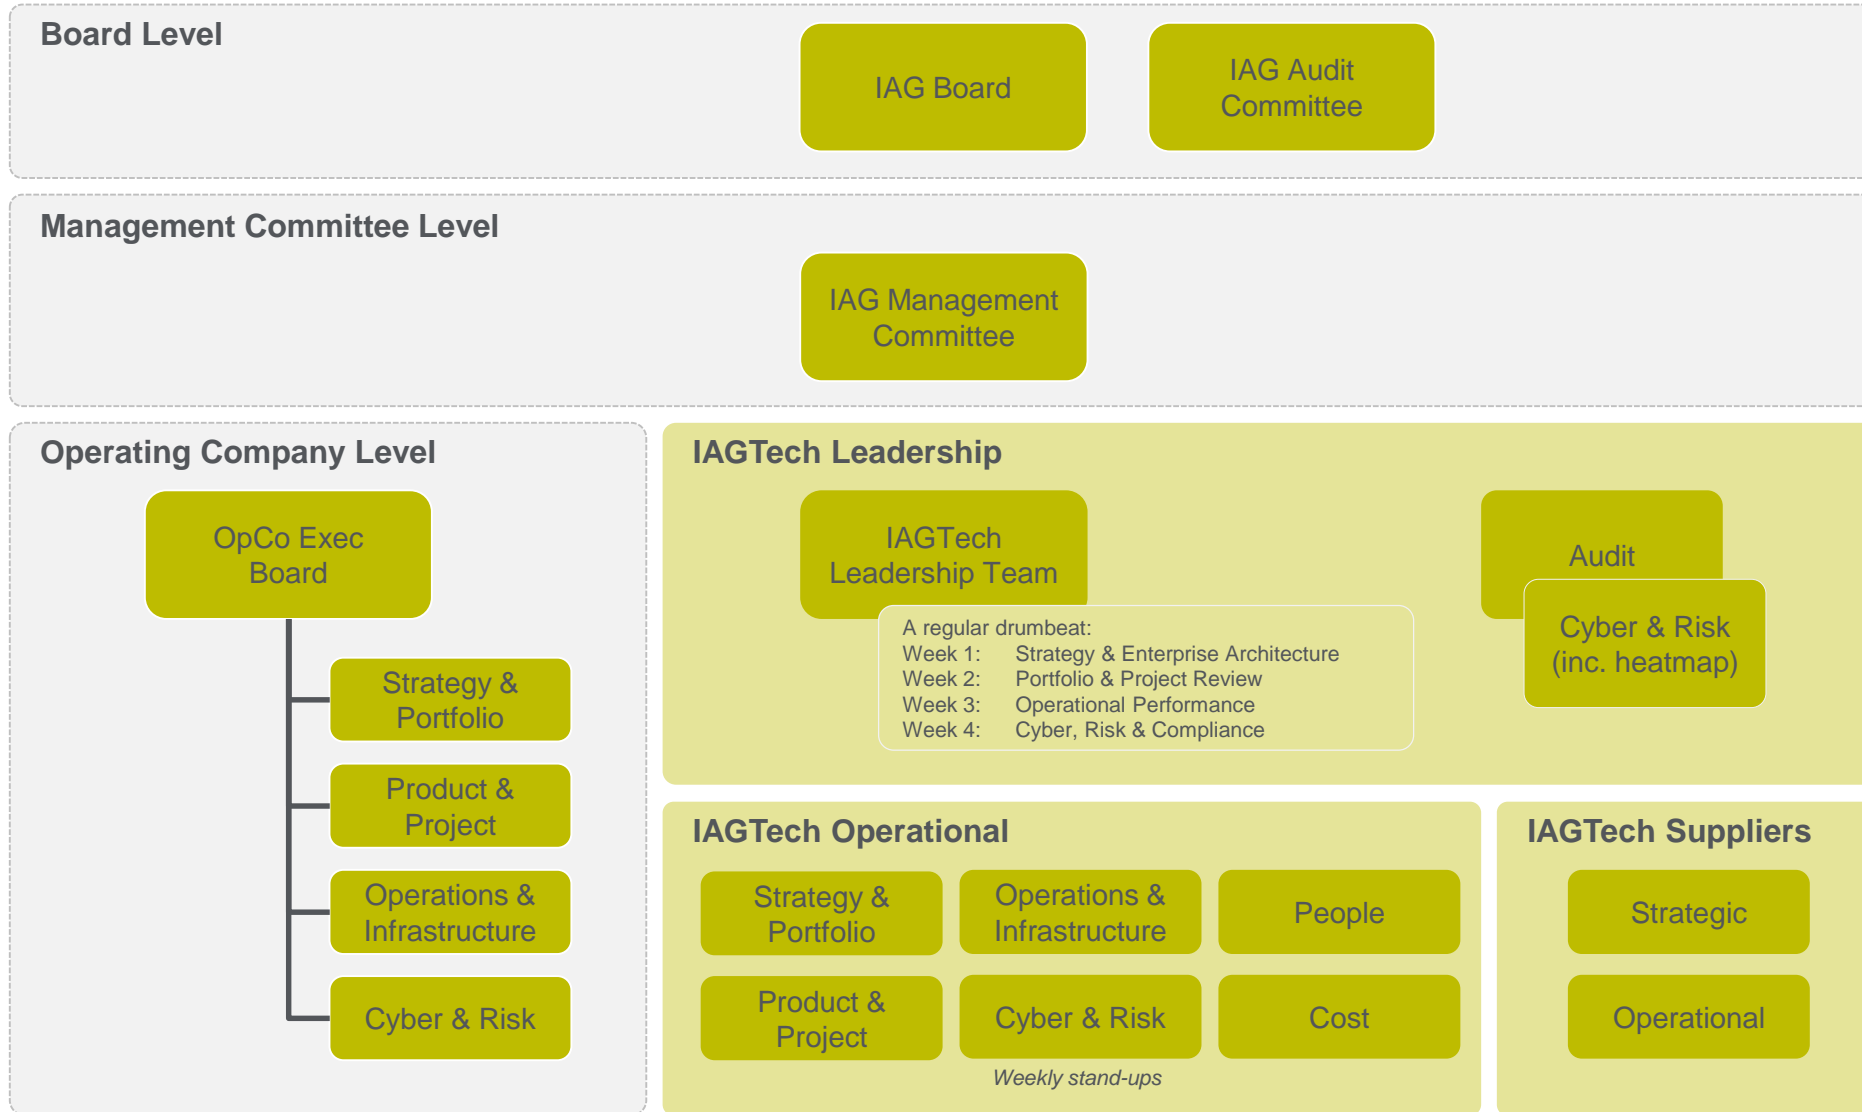 Board Level
IAG Board
IAG Audit
Committee
Management Committee Level
IAG Management
Committee
Operating Company Level
OpCo Exec
Board
Strategy &
Portfolio
Product &
Project
Operations &
Infrastructure
Cyber & Risk
IAGTech Leadership
IAGTech
Leadership Team
A regular drumbeat:
Week 1: Strategy & Enterprise Architecture
Week 2: Portfolio & Project Review
Week 3: Operational Performance
Week 4: Cyber, Risk & Compliance
Audit
Cyber & Risk
(inc. heatmap)
IAGTech Operational
Strategy &
Portfolio
Operations &
Infrastructure
People
Product &
Project
Cyber & Risk
Cost
Weekly stand-ups
IAGTech Suppliers
Strategic
Operational